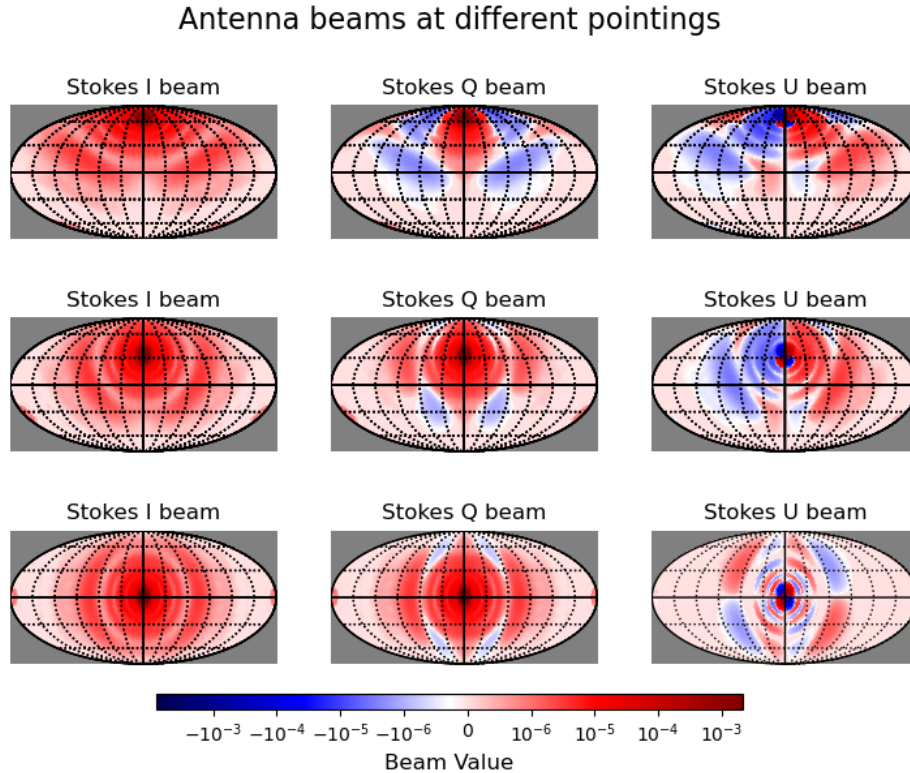 Antenna beams at different pointings
Stokes I beam Stokes Q beam Stokes U beam
Stokes I beam Stokes Q beam Stokes U beam
Stokes I beam Stokes Q beam Stokes U beam
−10⁻³ −10⁻⁴ −10⁻⁵ −10⁻⁶ 0 10⁻⁶ 10⁻⁵ 10⁻⁴ 10⁻³
Beam Value